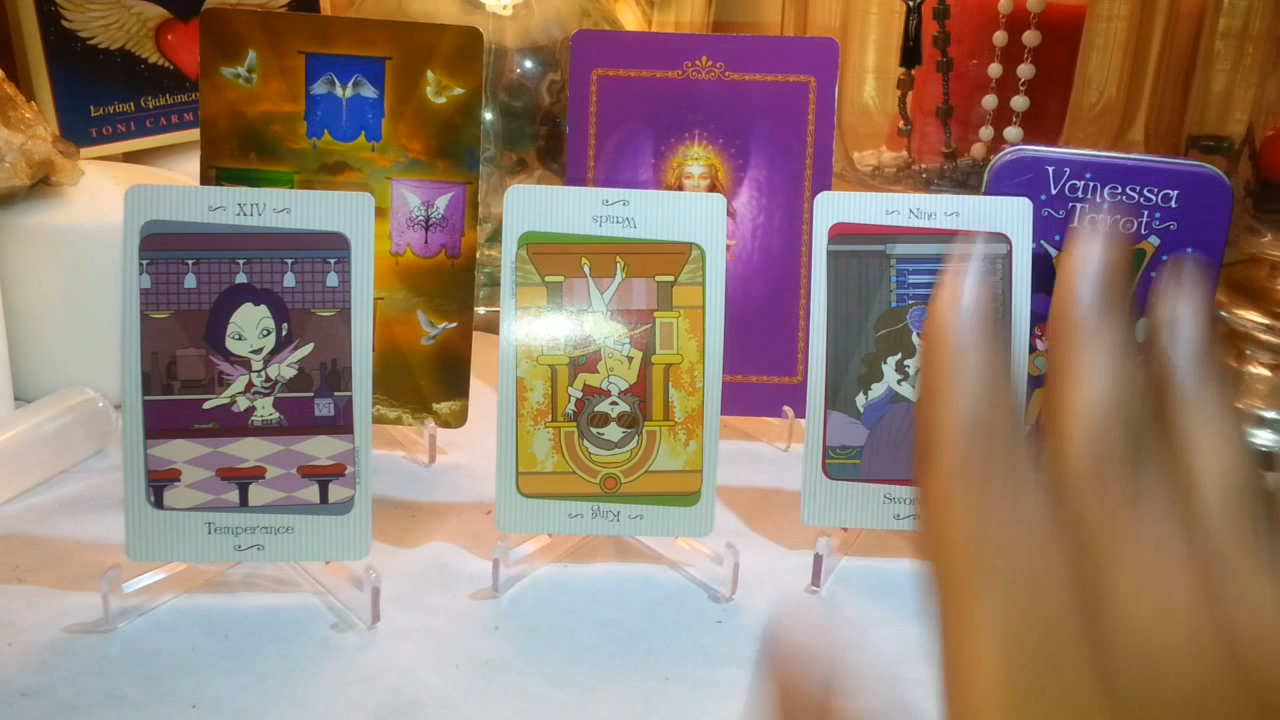 Loving Guidance
TONI CARM
XIV
Temperance
Wands
King
Nine
Swor
Vanessa
Tarot
V-T